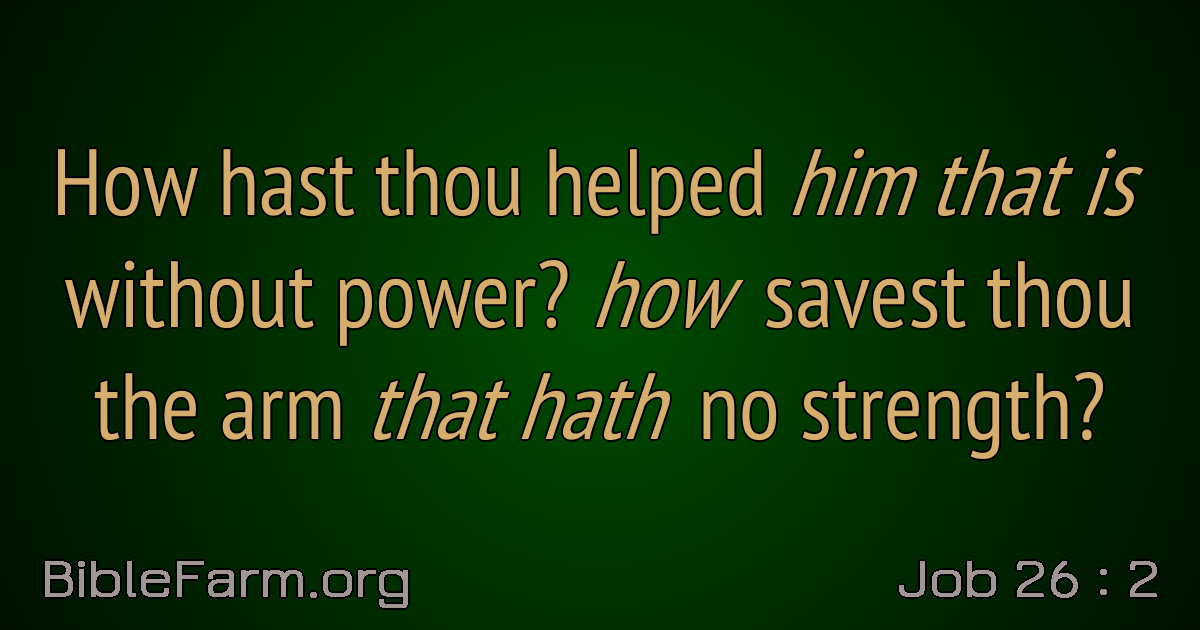 How hast thou helped him that is
without power? how savest thou
the arm that hath no strength?
BibleFarm.org
Job 26 : 2